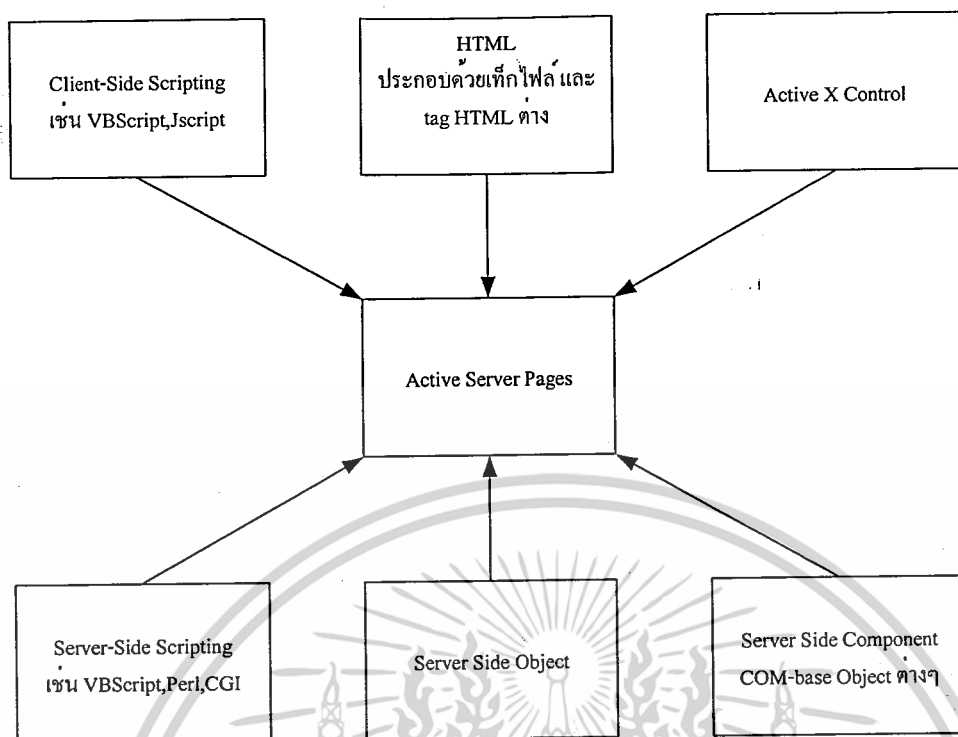 Client-Side Scripting
เช่น VBScript,Jscript
HTML
ประกอบด้วยเท็กไฟล์ และ
tag HTML ต่าง
Active X Control
Active Server Pages
Server-Side Scripting
เช่น VBScript,Perl,CGI
Server Side Object
Server Side Component
COM-base Object ต่างๆ